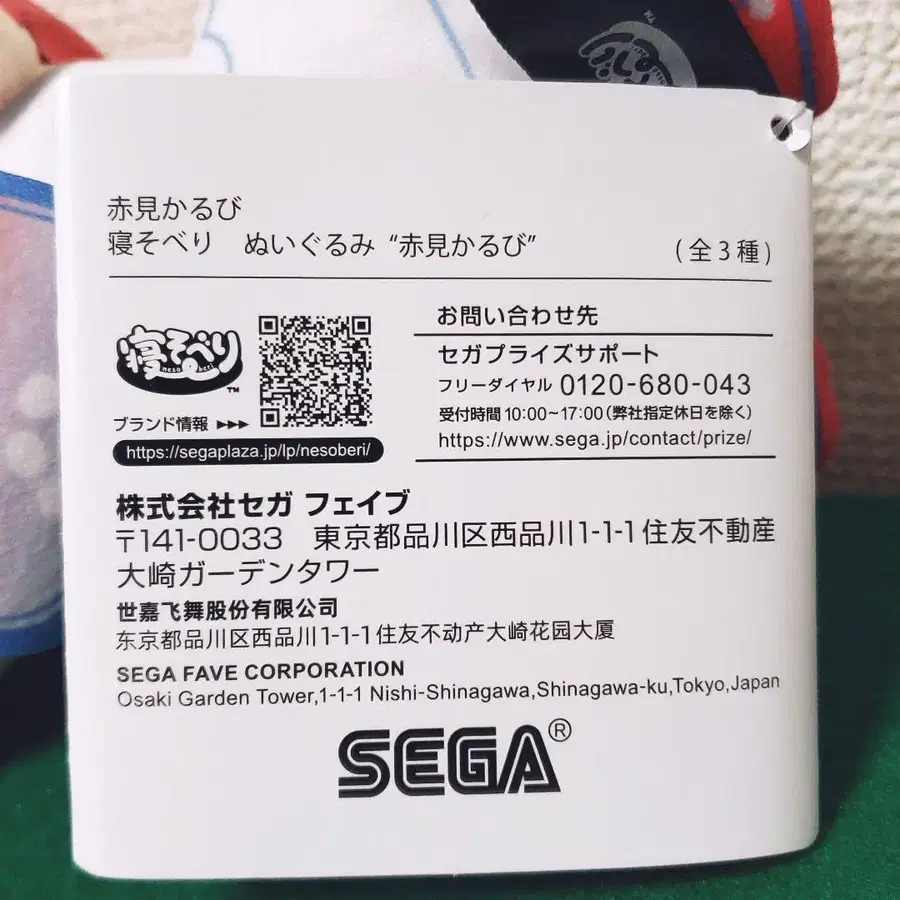 赤見かるび
寝そべり　ぬいぐるみ “赤見かるび”　(全3種)
寝そべり
nesoberi
TM
ブランド情報 ▶▶▶
https://segaplaza.jp/lp/nesoberi/
お問い合わせ先
セガプライズサポート
フリーダイヤル 0120-680-043
受付時間 10:00~17:00(弊社指定休日を除く)
https://www.sega.jp/contact/prize/
株式会社セガ フェイブ
〒141-0033　東京都品川区西品川1-1-1住友不動産
大崎ガーデンタワー
世嘉飞舞股份有限公司
东京都品川区西品川1-1-1住友不动产大崎花园大厦
SEGA FAVE CORPORATION
Osaki Garden Tower,1-1-1 Nishi-Shinagawa,Shinagawa-ku,Tokyo,Japan
SEGA®